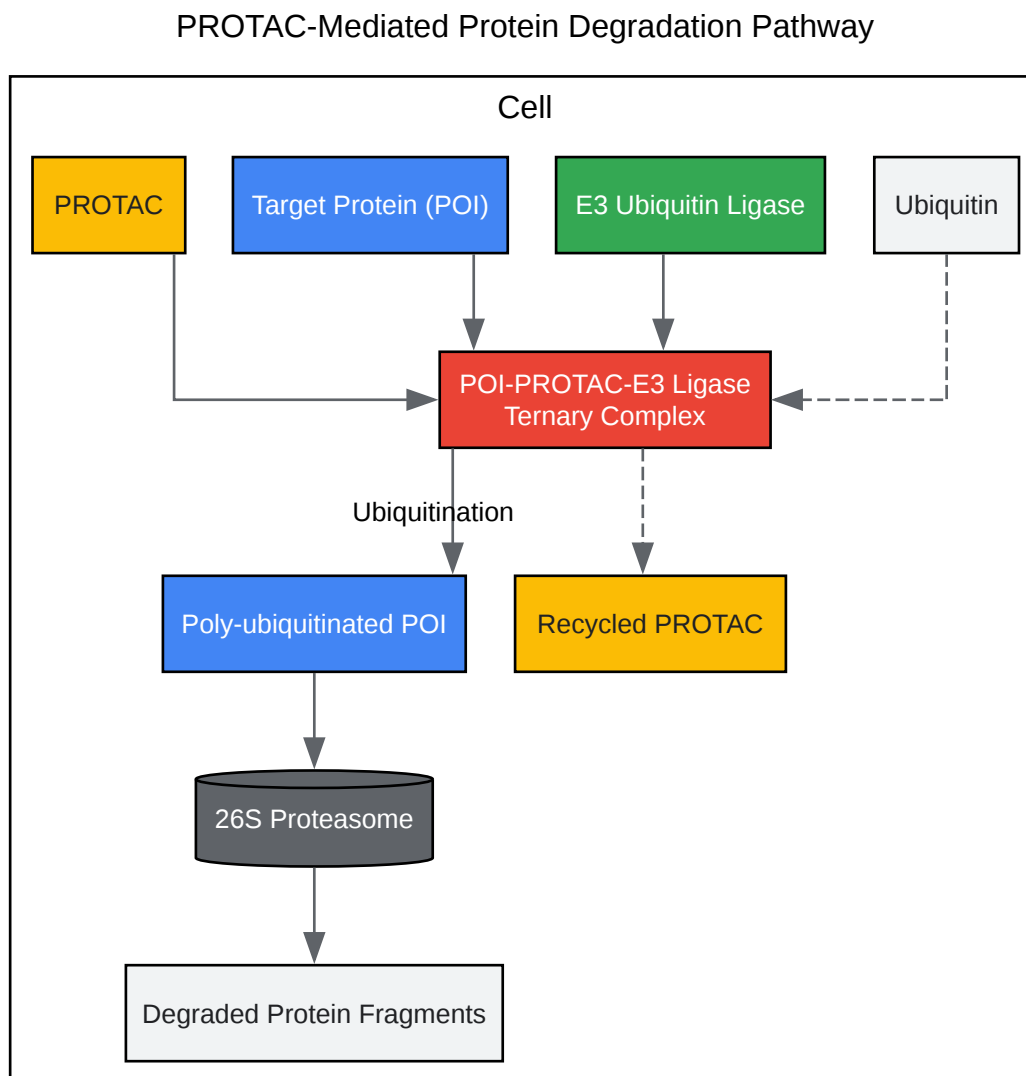 PROTAC-Mediated Protein Degradation Pathway
Cell
PROTAC
Target Protein (POI)
E3 Ubiquitin Ligase
Ubiquitin
POI-PROTAC-E3 Ligase
Ternary Complex
Ubiquitination
Poly-ubiquitinated POI
Recycled PROTAC
26S Proteasome
Degraded Protein Fragments